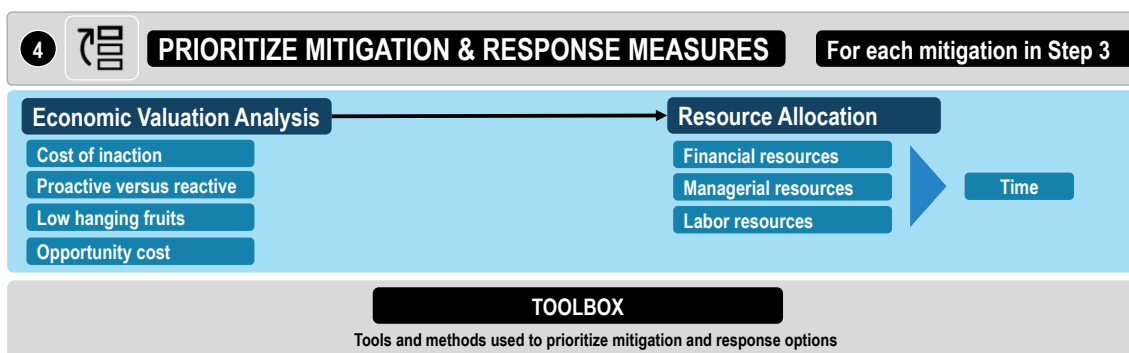 4
PRIORITIZE MITIGATION & RESPONSE MEASURES
For each mitigation in Step 3
Economic Valuation Analysis
Cost of inaction
Proactive versus reactive
Low hanging fruits
Opportunity cost
Resource Allocation
Financial resources
Managerial resources
Labor resources
Time
TOOLBOX
Tools and methods used to prioritize mitigation and response options